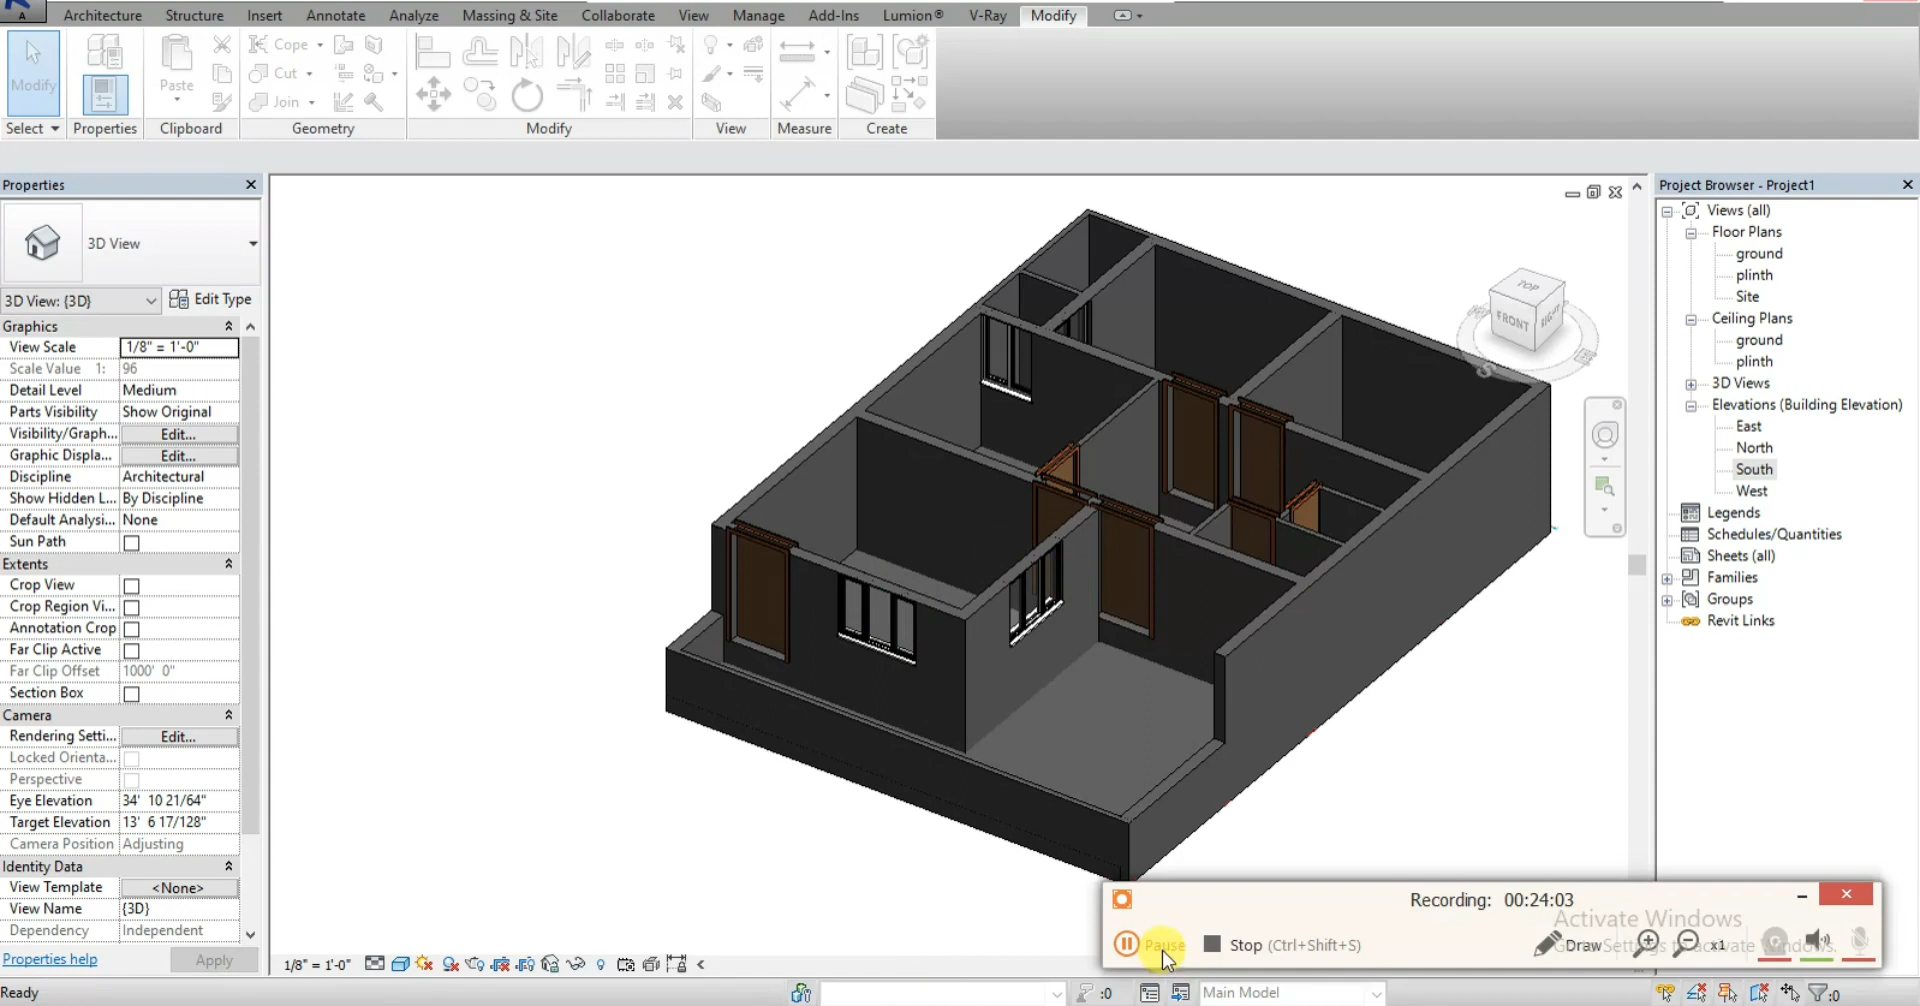 Architecture Structure Insert Annotate Analyze Massing & Site Collaborate View Manage Add-Ins Lumion® V-Ray Modify
Modify Paste Cope Cut Join
Select Properties Clipboard Geometry Modify View Measure Create
Properties
3D View
3D View: {3D} Edit Type
Graphics
View Scale 1/8" = 1'-0"
Scale Value 1: 96
Detail Level Medium
Parts Visibility Show Original
Visibility/Graph... Edit...
Graphic Displa... Edit...
Discipline Architectural
Show Hidden L... By Discipline
Default Analysi... None
Sun Path
Extents
Crop View
Crop Region Vi...
Annotation Crop
Far Clip Active
Far Clip Offset 1000' 0"
Section Box
Camera
Rendering Setti... Edit...
Locked Orienta...
Perspective
Eye Elevation 34' 10 21/64"
Target Elevation 13' 6 17/128"
Camera Position Adjusting
Identity Data
View Template <None>
View Name {3D}
Dependency Independent
Properties help Apply
1/8" = 1'-0"
Ready
:0
Main Model
:0
TOP
FRONT
RIGHT
Project Browser - Project1
Views (all)
Floor Plans
ground
plinth
Site
Ceiling Plans
ground
plinth
3D Views
Elevations (Building Elevation)
East
North
South
West
Legends
Schedules/Quantities
Sheets (all)
Families
Groups
Revit Links
Recording: 00:24:03
Pause Stop (Ctrl+Shift+S) Draw x1
Activate Windows
Go to Settings to activate Windows.